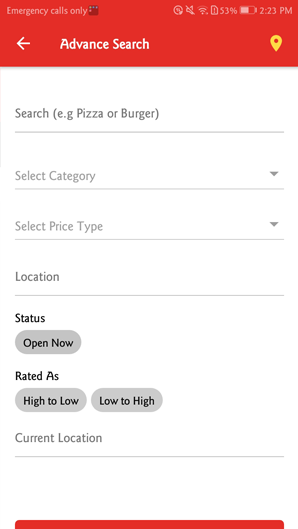 Emergency calls only 53% 2:23 PM
Advance Search
Search (e.g Pizza or Burger)
Select Category
Select Price Type
Location
Status
Open Now
Rated As
High to Low Low to High
Current Location